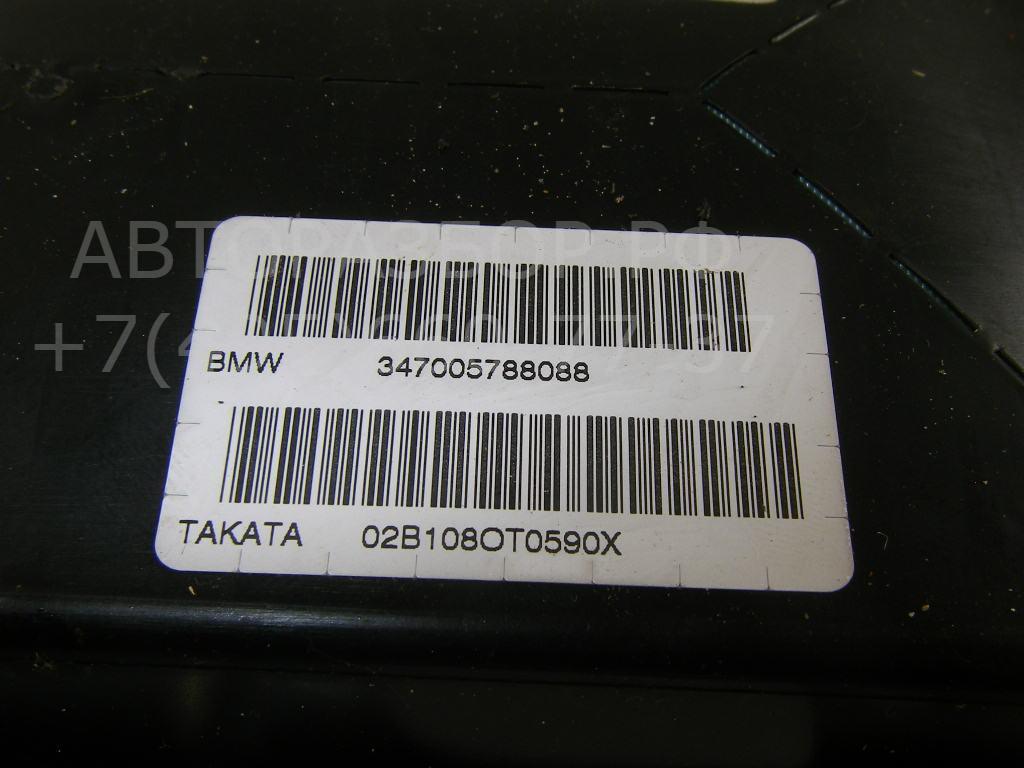 АВТОРАЗБОР.РФ
BMW 347005788088
TAKATA 02B108OT0590X